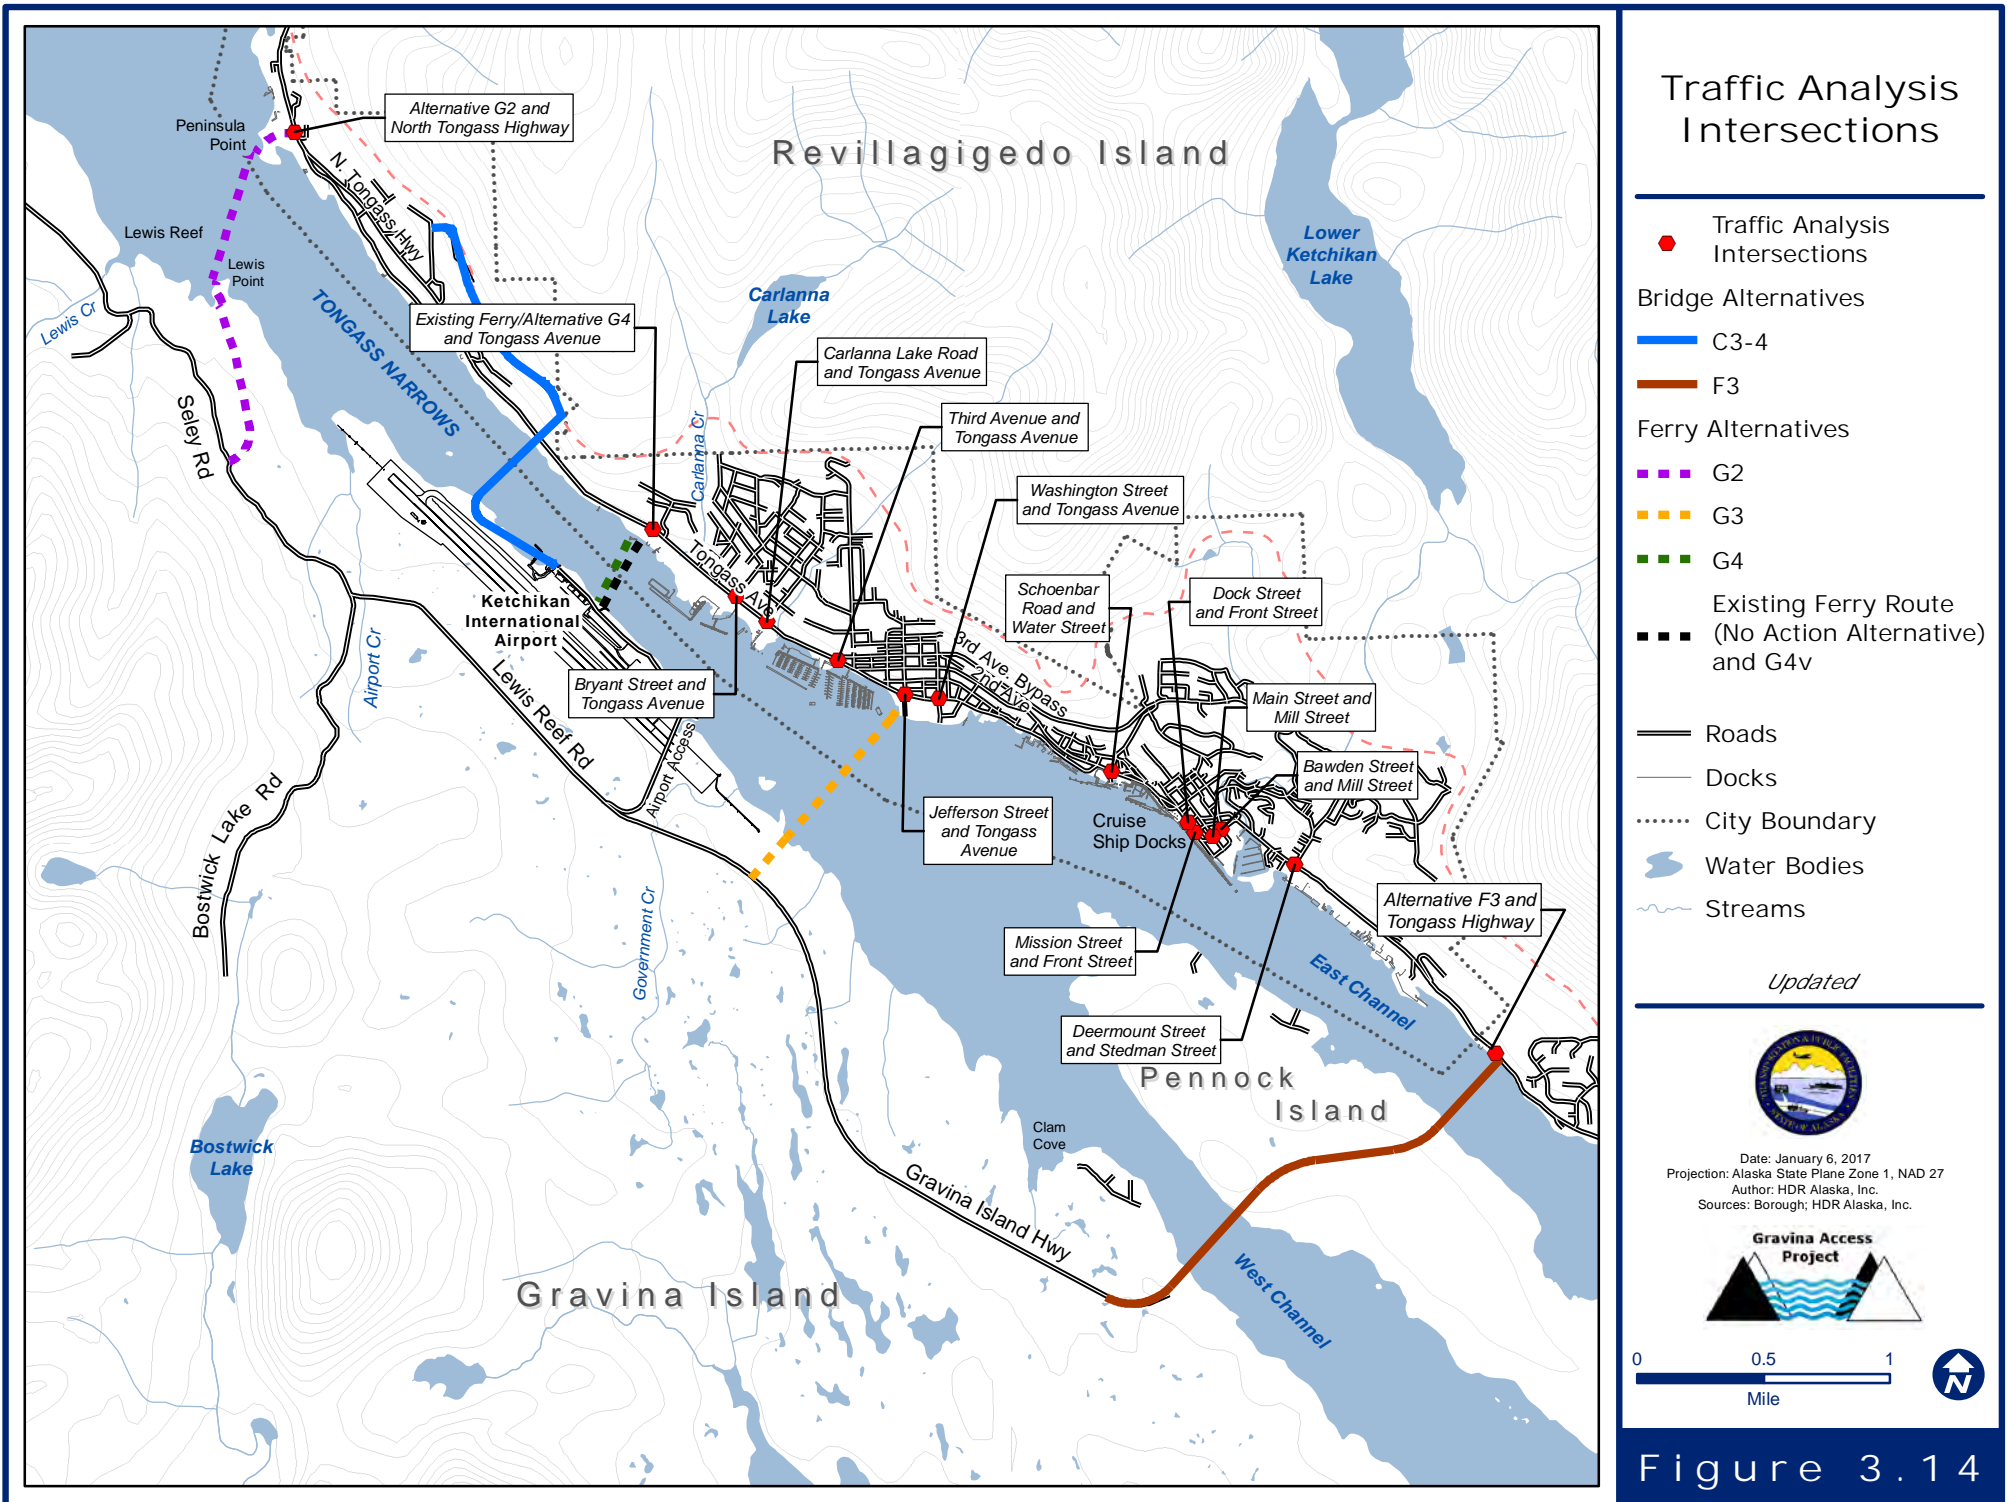 Alternative G2 and
North Tongass Highway
Peninsula
Point
Revillagigedo Island
N. Tongass Hwy
Lewis Reef
Lewis
Point
Lower
Ketchikan
Lake
Lewis Cr
TONGASS NARROWS
Carlanna
Lake
Existing Ferry/Alternative G4
and Tongass Avenue
Carlanna Lake Road
and Tongass Avenue
Seley Rd
Carlanna Cr
Third Avenue and
Tongass Avenue
Washington Street
and Tongass Avenue
Tongass Ave
Schoenbar
Road and
Water Street
Dock Street
and Front Street
Ketchikan
International
Airport
Airport Cr
3rd Ave. Bypass
2nd Ave
Bryant Street and
Tongass Avenue
Lewis Reef Rd
Main Street and
Mill Street
Airport Access
Bawden Street
and Mill Street
Bostwick Lake Rd
Jefferson Street
and Tongass
Avenue
Cruise
Ship Docks
Alternative F3 and
Tongass Highway
Government Cr
Mission Street
and Front Street
East Channel
Deermount Street
and Stedman Street
Pennock
Island
Clam
Cove
Bostwick
Lake
Gravina Island Hwy
West Channel
Gravina Island
Traffic Analysis
Intersections
Traffic Analysis
Intersections
Bridge Alternatives
C3-4
F3
Ferry Alternatives
G2
G3
G4
Existing Ferry Route
(No Action Alternative)
and G4v
Roads
Docks
City Boundary
Water Bodies
Streams
Updated
Date: January 6, 2017
Projection: Alaska State Plane Zone 1, NAD 27
Author: HDR Alaska, Inc.
Sources: Borough; HDR Alaska, Inc.
Gravina Access
Project
0 0.5 1
Mile
N
Figure 3.14